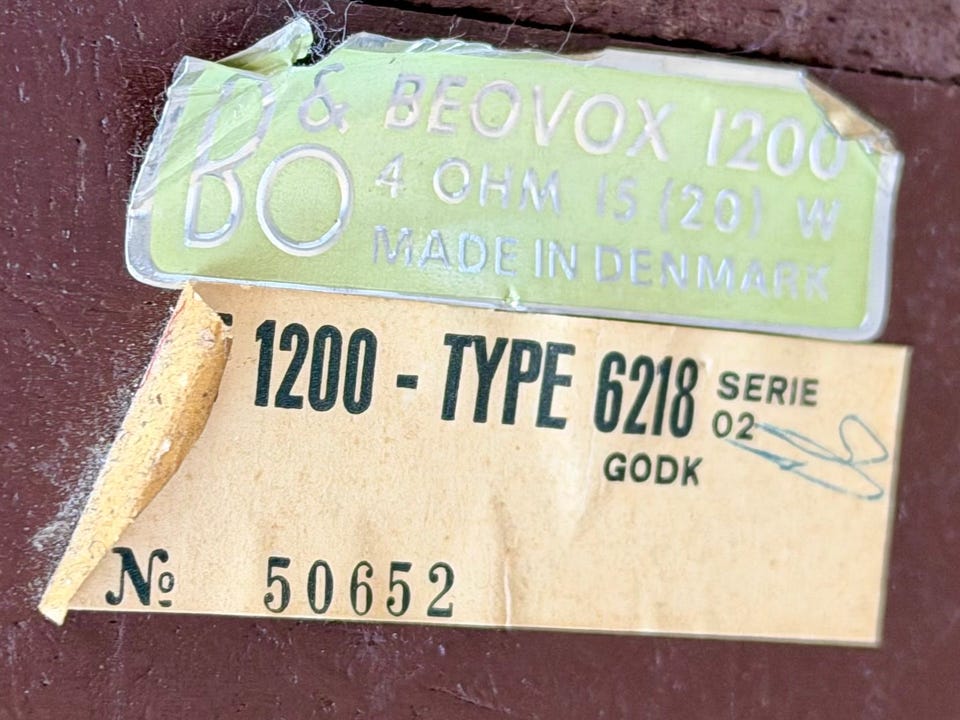 B&O
BEOVOX 1200
4 OHM 15 (20) W
MADE IN DENMARK
1200 - TYPE 6218 SERIE 02
GODK
No 50652